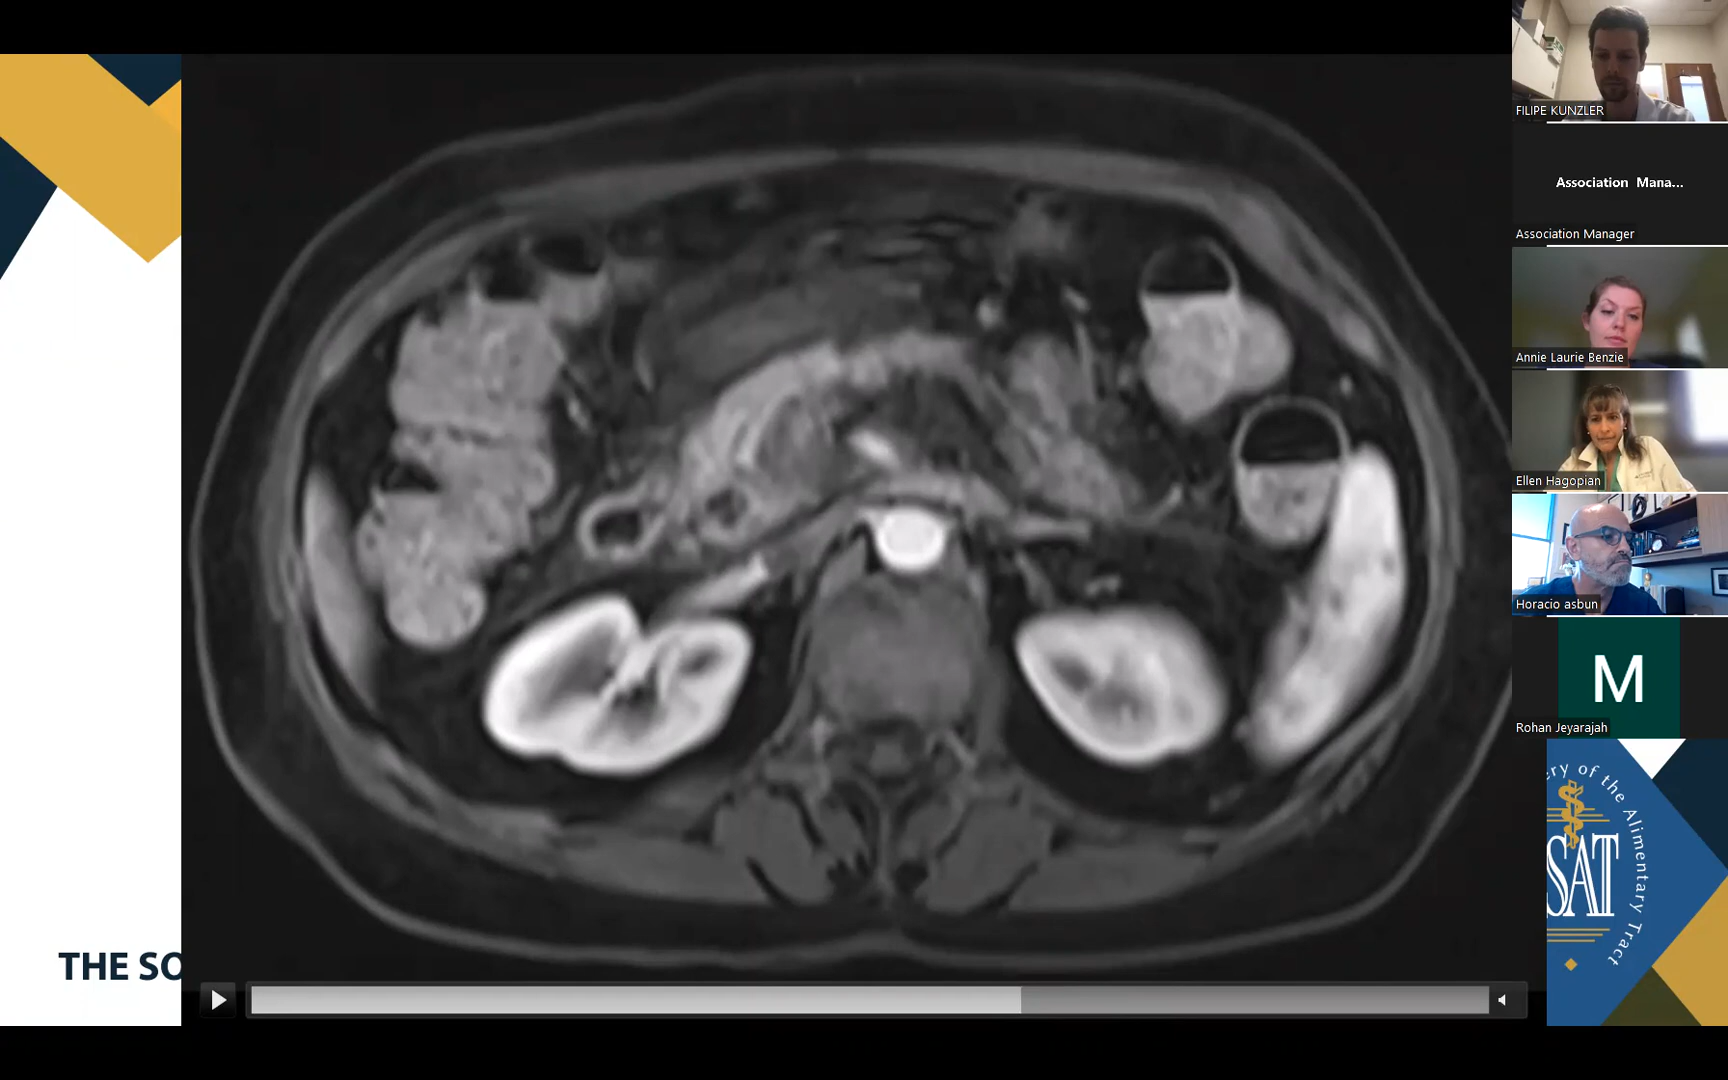 THE SO
FILIPE KUNZLER
Association Mana...
Association Manager
Annie Laurie Benzie
Ellen Hagopian
Horacio asbun
M
Rohan Jeyarajah
ery of the Alimentary Tract
SAT